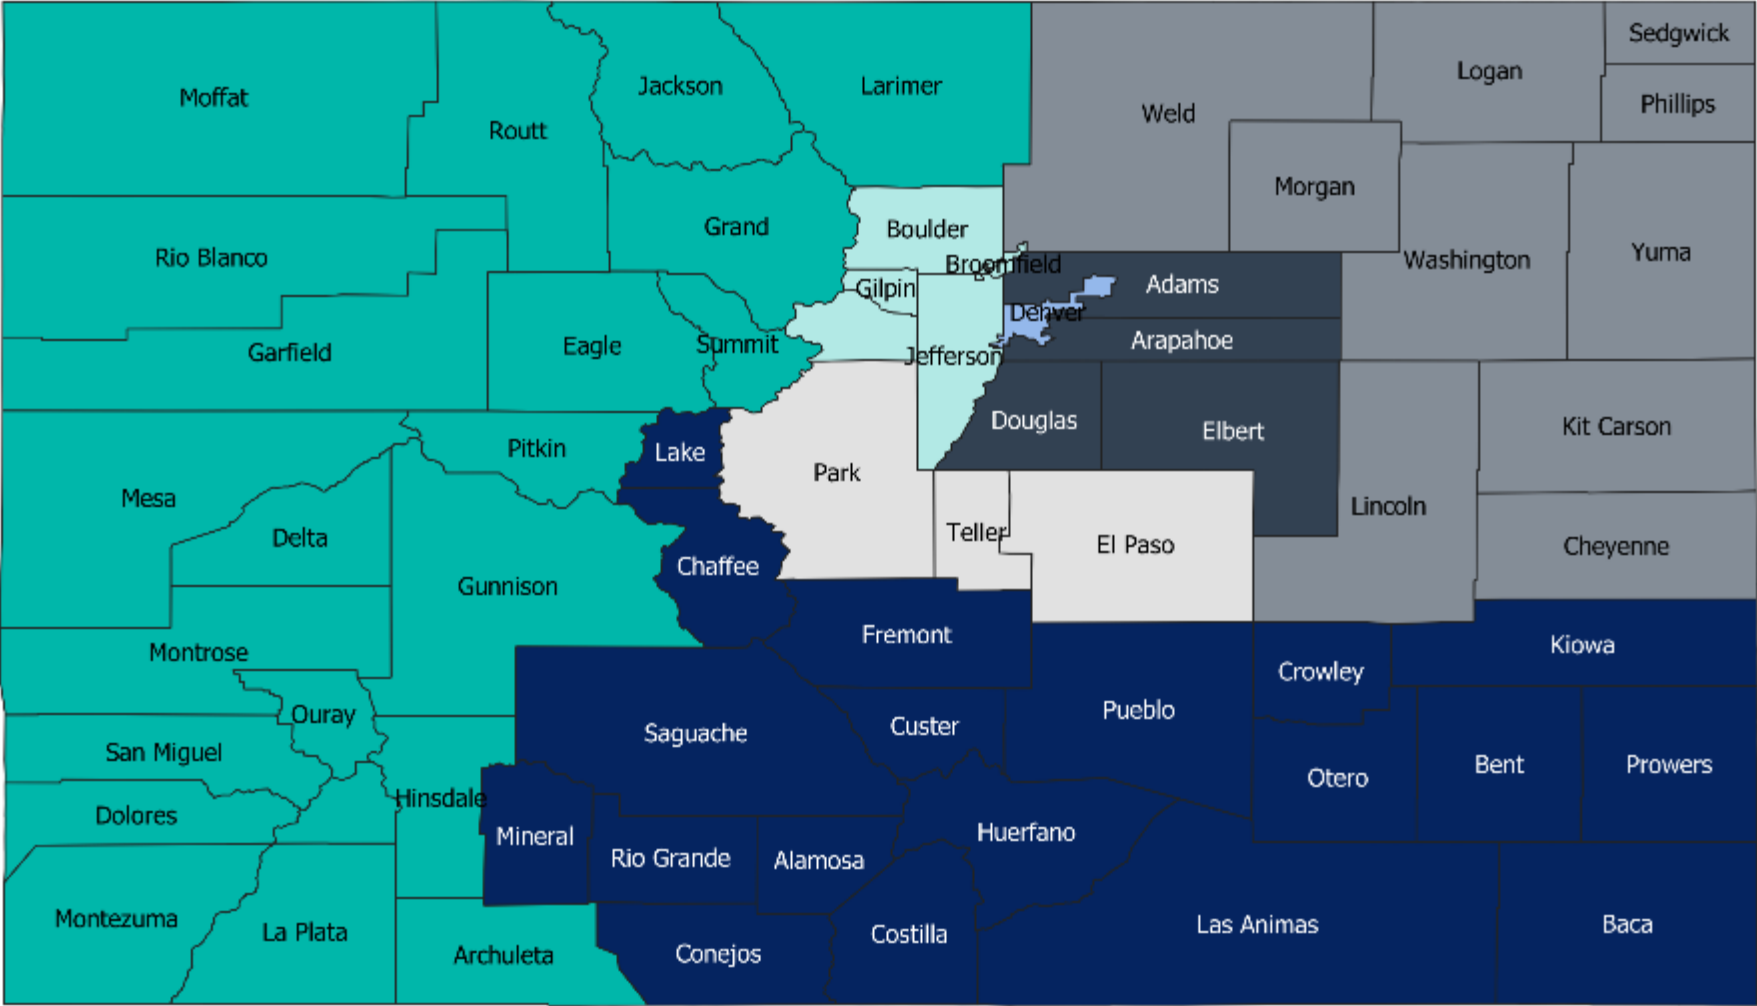 Sedgwick
Logan
Jackson
Larimer
Moffat
Phillips
Weld
Routt
Morgan
Grand
Boulder
Yuma
Rio Blanco
Washington
Broomfield
Adams
Gilpin
Denver
Arapahoe
Summit
Eagle
Garfield
Jefferson
Douglas
Kit Carson
Elbert
Pitkin
Lake
Park
Mesa
Lincoln
Teller
Delta
El Paso
Cheyenne
Chaffee
Gunnison
Fremont
Kiowa
Montrose
Crowley
Pueblo
Ouray
Custer
Saguache
San Miguel
Bent
Prowers
Otero
Hinsdale
Dolores
Huerfano
Mineral
Rio Grande
Alamosa
Montezuma
Las Animas
Baca
La Plata
Costilla
Conejos
Archuleta